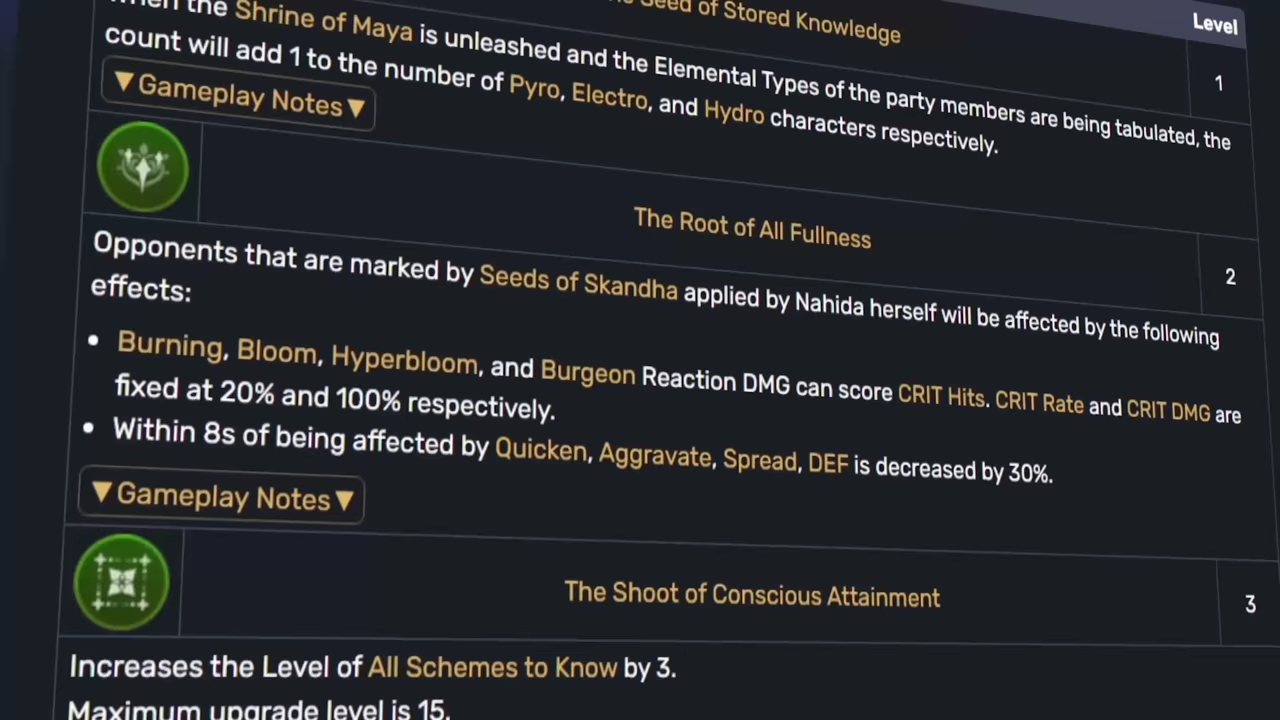 Seed of Stored Knowledge
Level
the Shrine of Maya is unleashed and the Elemental Types of the party members are being tabulated, the
1
count will add 1 to the number of Pyro, Electro, and Hydro characters respectively.
▼Gameplay Notes▼
The Root of All Fullness
2
Opponents that are marked by Seeds of Skandha applied by Nahida herself will be affected by the following
effects:
• Burning, Bloom, Hyperbloom, and Burgeon Reaction DMG can score CRIT Hits. CRIT Rate and CRIT DMG are
fixed at 20% and 100% respectively.
• Within 8s of being affected by Quicken, Aggravate, Spread, DEF is decreased by 30%.
▼Gameplay Notes▼
The Shoot of Conscious Attainment
3
Increases the Level of All Schemes to Know by 3.
Maximum upgrade level is 15.